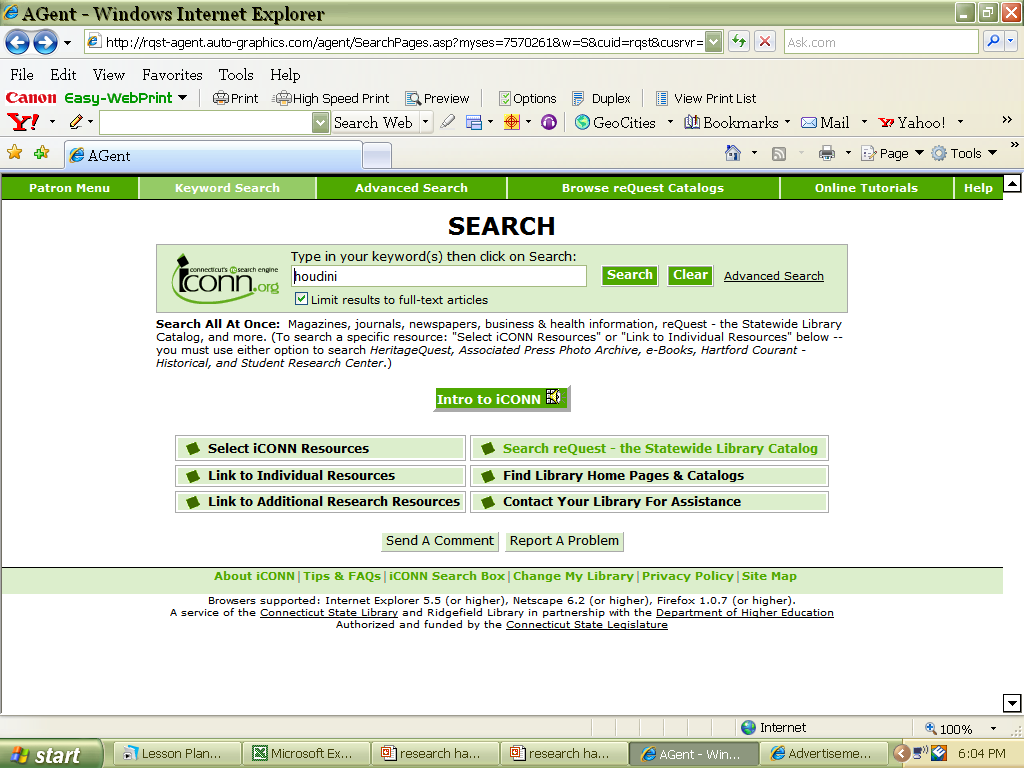 AGent - Windows Internet Explorer
http://rqst-agent.auto-graphics.com/agent/SearchPages.asp?myses=7570261&w=S&cuid=rqst&cusrvr=
Ask.com
File Edit View Favorites Tools Help
Canon Easy-WebPrint Print High Speed Print Preview Options Duplex View Print List
Y! Search Web GeoCities Bookmarks Mail Yahoo! »
AGent Page Tools »
Patron Menu Keyword Search Advanced Search Browse reQuest Catalogs Online Tutorials Help
SEARCH
Type in your keyword(s) then click on Search:
connecticut's re search engine
iconn.org
houdini Search Clear Advanced Search
Limit results to full-text articles
Search All At Once: Magazines, journals, newspapers, business & health information, reQuest - the Statewide Library
Catalog, and more. (To search a specific resource: "Select iCONN Resources" or "Link to Individual Resources" below --
you must use either option to search HeritageQuest, Associated Press Photo Archive, e-Books, Hartford Courant -
Historical, and Student Research Center.)
Intro to iCONN
Select iCONN Resources Search reQuest - the Statewide Library Catalog
Link to Individual Resources Find Library Home Pages & Catalogs
Link to Additional Research Resources Contact Your Library For Assistance
Send A Comment Report A Problem
About iCONN | Tips & FAQs | iCONN Search Box | Change My Library | Privacy Policy | Site Map
Browsers supported: Internet Explorer 5.5 (or higher), Netscape 6.2 (or higher), Firefox 1.0.7 (or higher).
A service of the Connecticut State Library and Ridgefield Library in partnership with the Department of Higher Education
Authorized and funded by the Connecticut State Legislature
Internet 100%
start Lesson Plan... Microsoft Ex... research ha... research ha... AGent - Win... Advertiseme... 6:04 PM